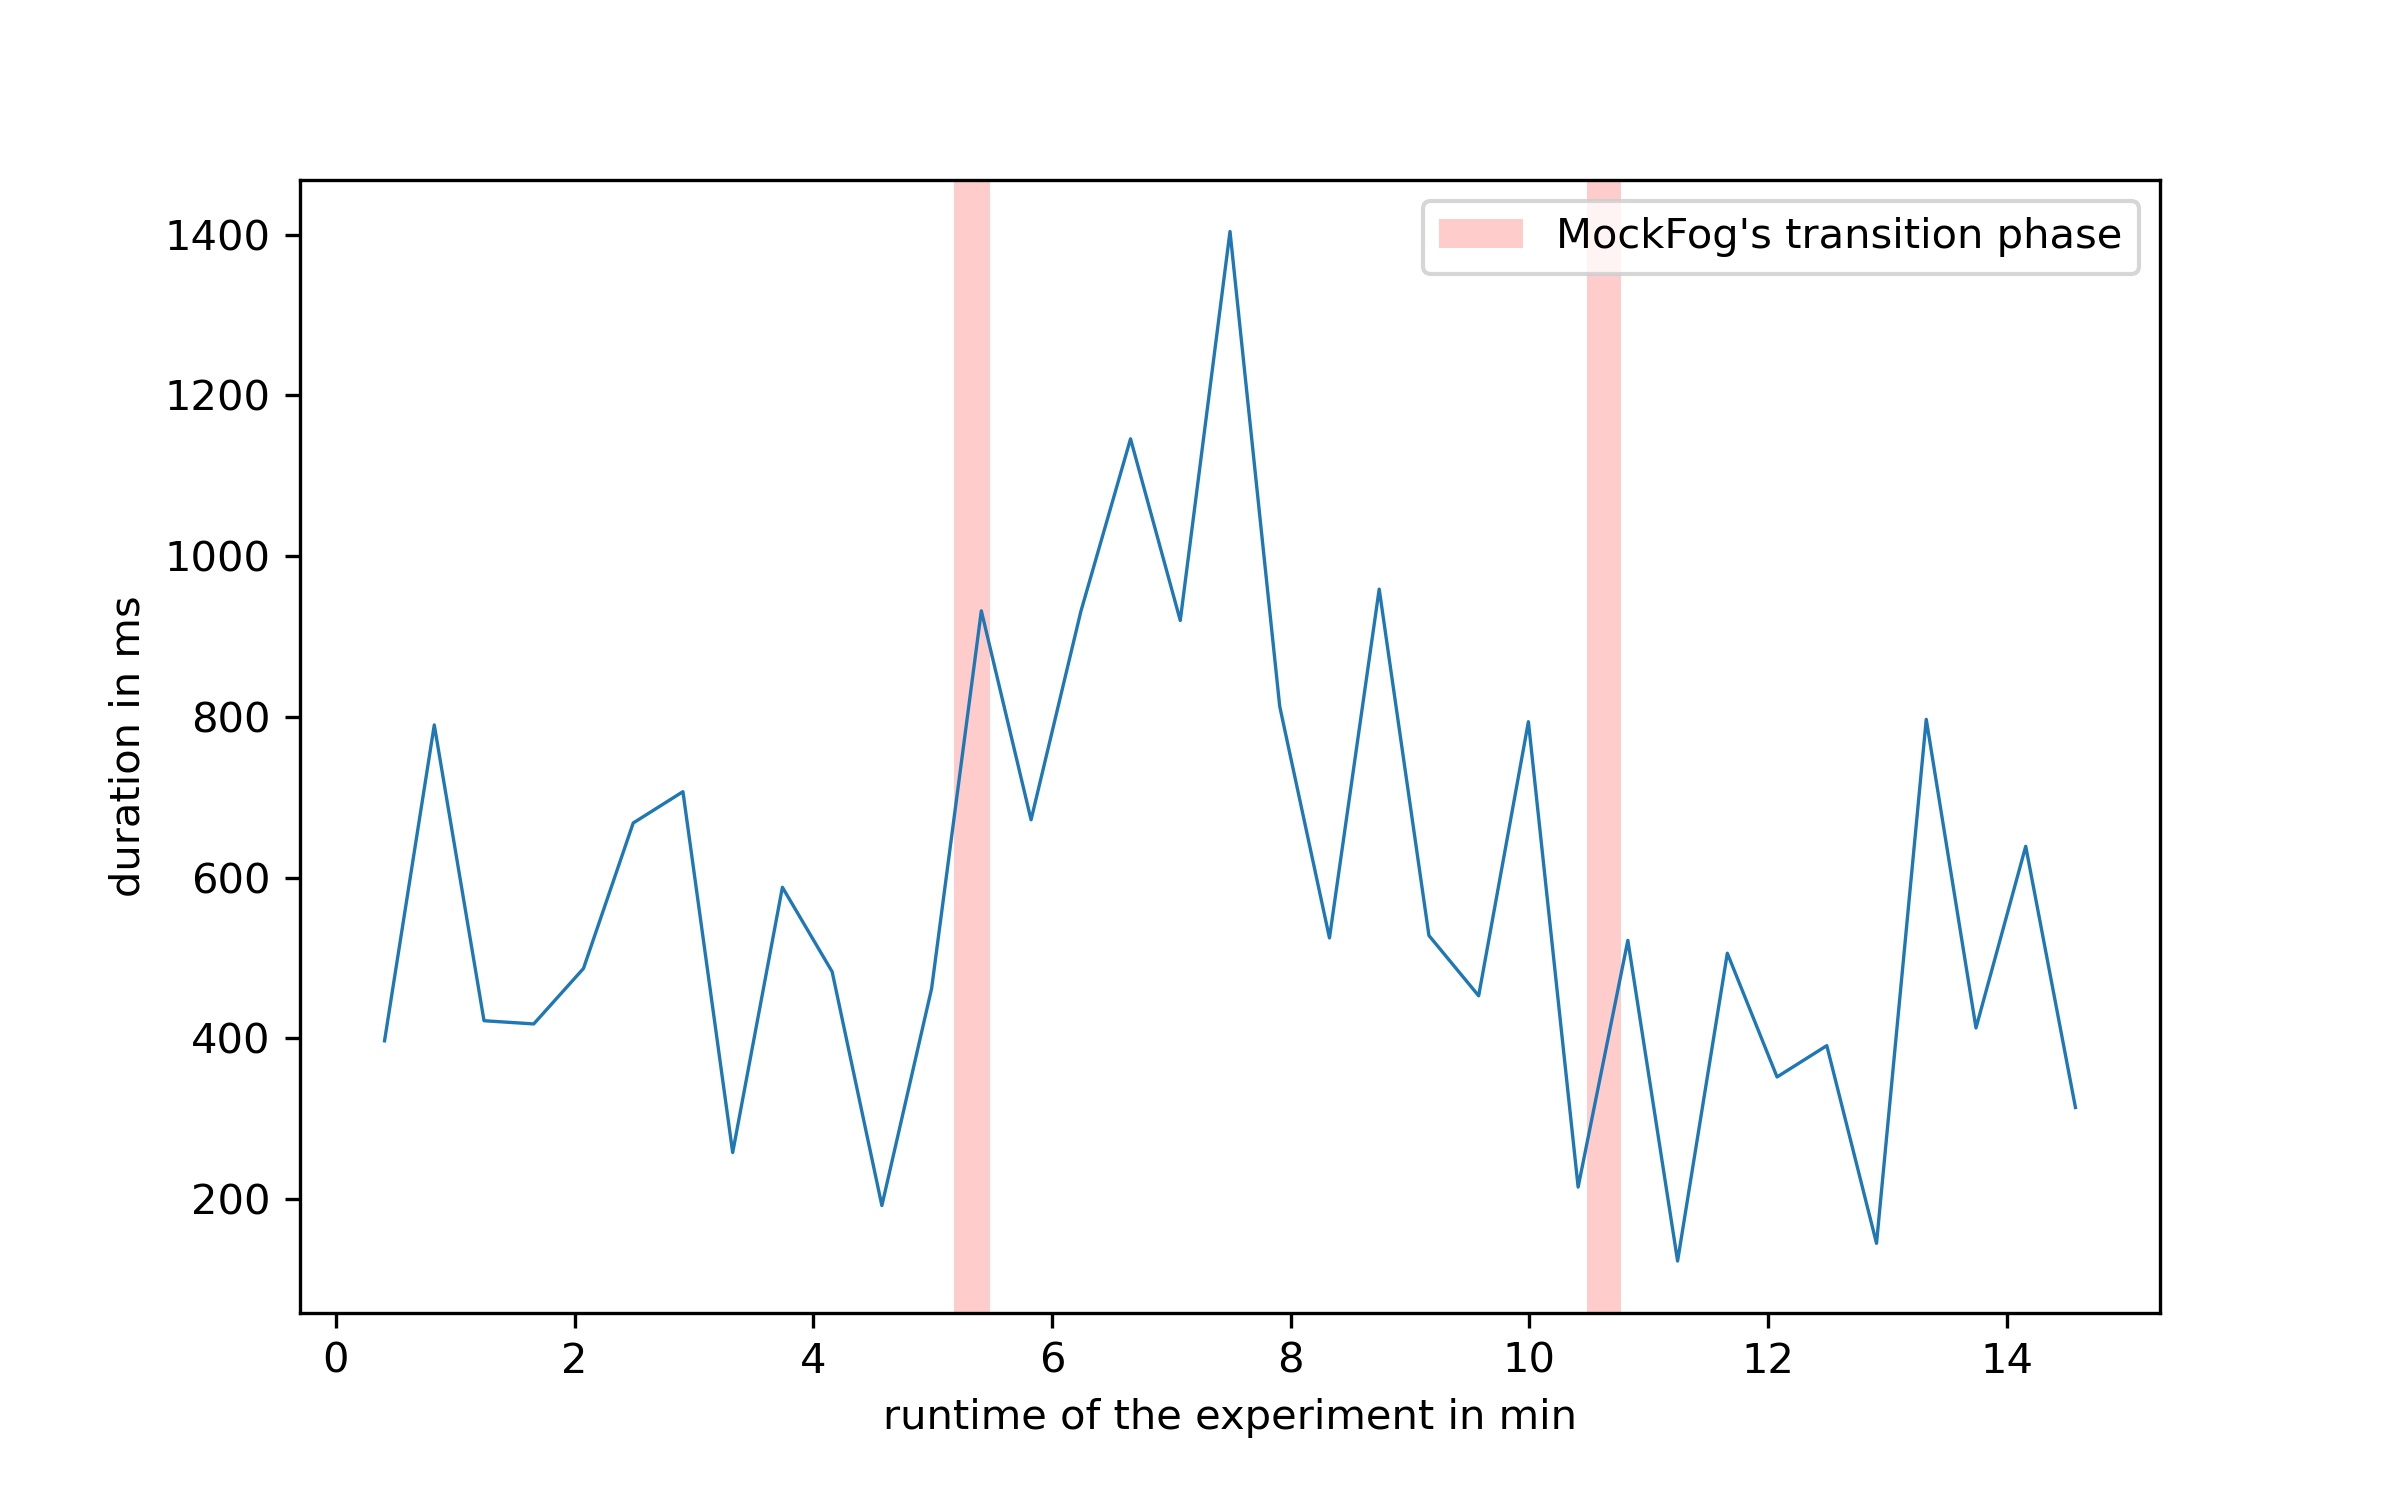 MockFog's transition phase
1400
1200
1000
800
600
400
200
duration in ms
0 2 4 6 8 10 12 14
runtime of the experiment in min